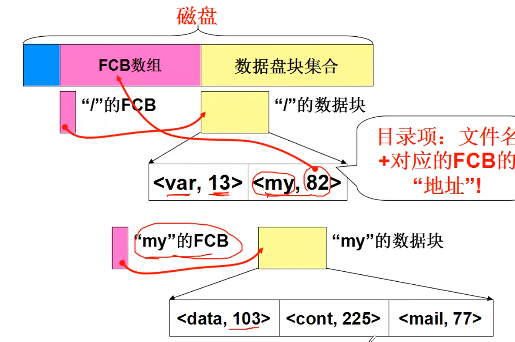 磁盘
FCB数组
数据盘块集合
“/”的FCB
“/”的数据块
目录项：文件名
+对应的FCB的
“地址”!
<var, 13>
<my, 82>
“my”的FCB
“my”的数据块
<data, 103>
<cont, 225>
<mail, 77>